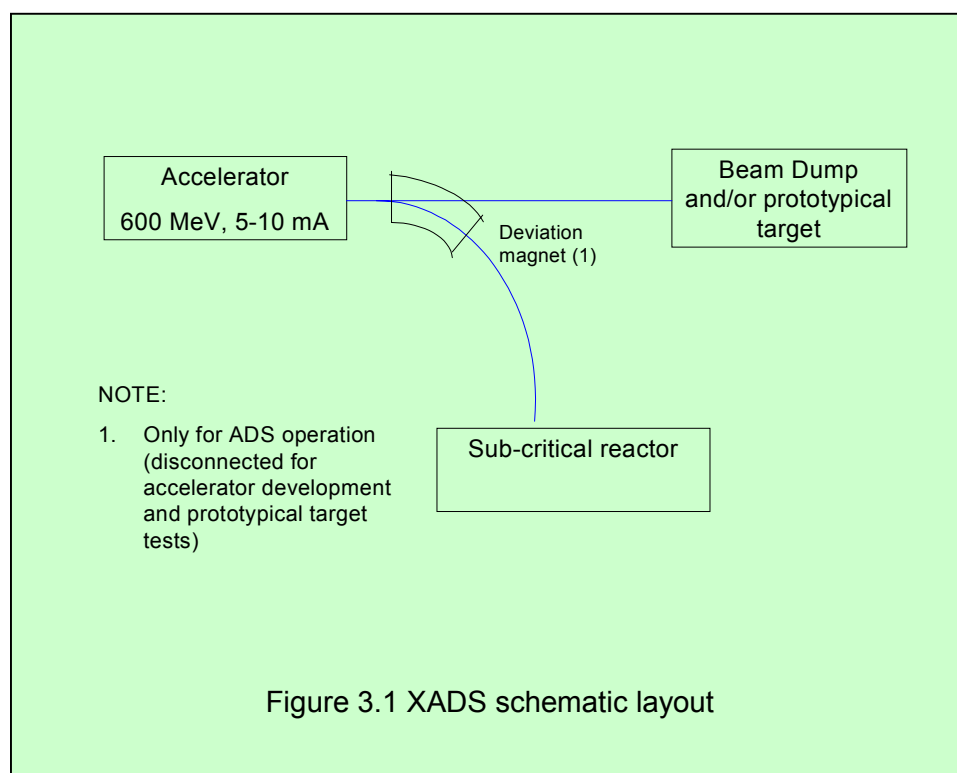 Accelerator
600 MeV, 5-10 mA
Beam Dump
and/or prototypical
target
Deviation
magnet (1)
NOTE:
1. Only for ADS operation
(disconnected for
accelerator development
and prototypical target
tests)
Sub-critical reactor
Figure 3.1 XADS schematic layout